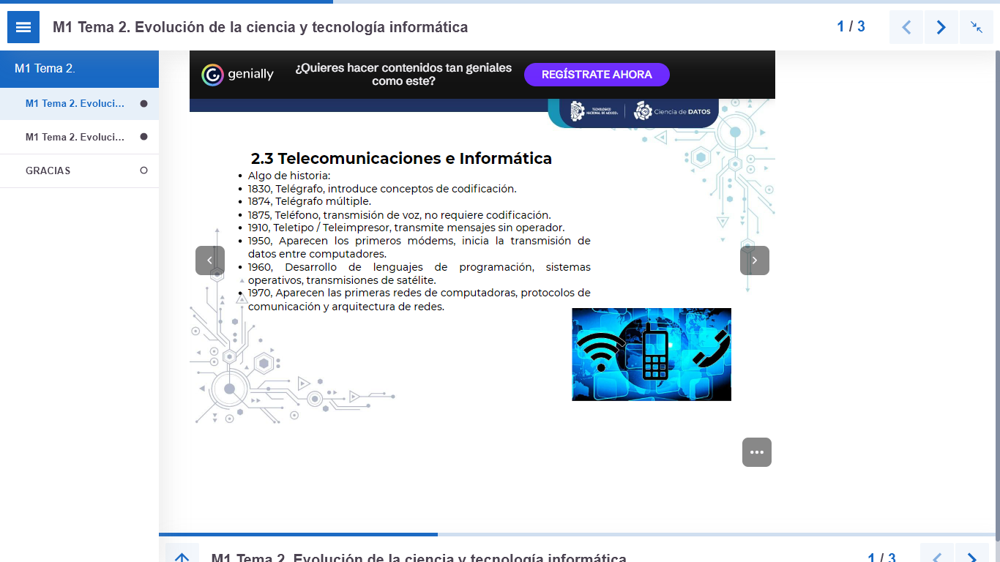 M1 Tema 2. Evolución de la ciencia y tecnología informática
1 / 3
M1 Tema 2.
M1 Tema 2. Evoluci...
M1 Tema 2. Evoluci...
GRACIAS
genially
¿Quieres hacer contenidos tan geniales
como este?
REGÍSTRATE AHORA
TECNOLÓGICO
NACIONAL DE MÉXICO
Ciencia de DATOS
2.3 Telecomunicaciones e Informática
• Algo de historia:
• 1830, Telégrafo, introduce conceptos de codificación.
• 1874, Telégrafo múltiple.
• 1875, Teléfono, transmisión de voz, no requiere codificación.
• 1910, Teletipo / Teleimpresor, transmite mensajes sin operador.
• 1950, Aparecen los primeros módems, inicia la transmisión de
datos entre computadores.
• 1960, Desarrollo de lenguajes de programación, sistemas
operativos, transmisiones de satélite.
• 1970, Aparecen las primeras redes de computadoras, protocolos de
comunicación y arquitectura de redes.
M1 Tema 2. Evolución de la ciencia y tecnología informática
1 / 3